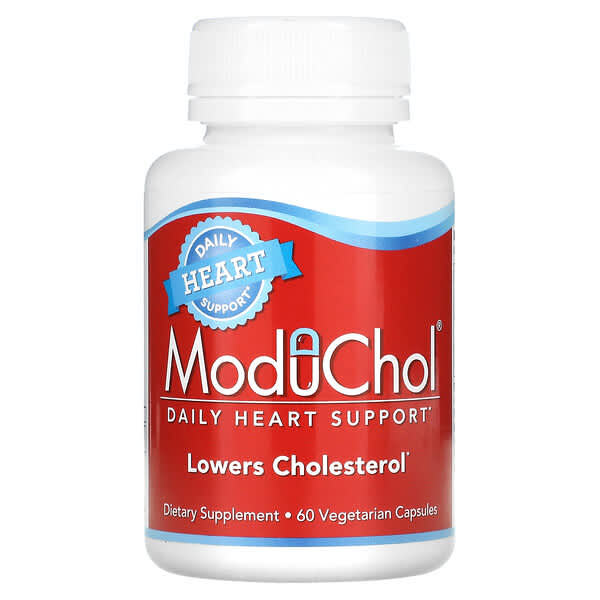 DAILY
HEART
SUPPORT*
ModuChol®
DAILY HEART SUPPORT*
Lowers Cholesterol*
Dietary Supplement • 60 Vegetarian Capsules